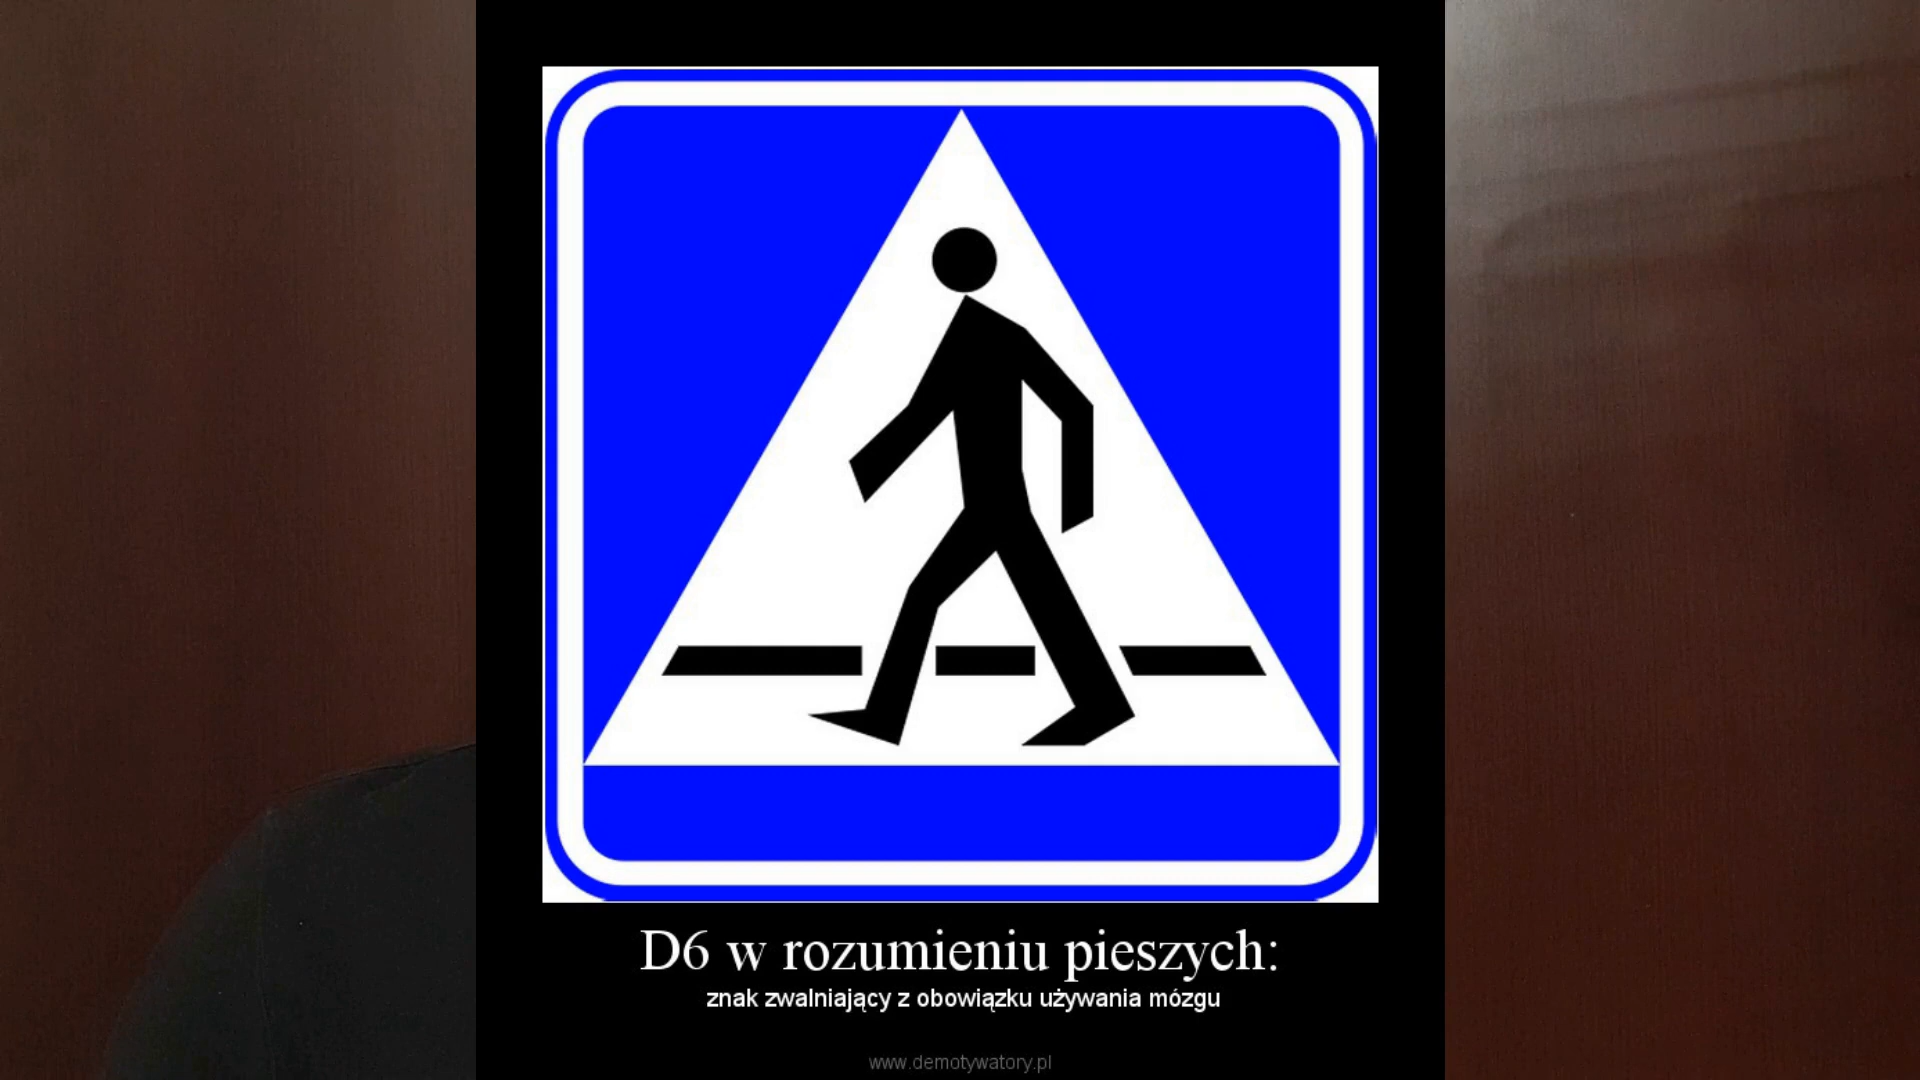 D6 w rozumieniu pieszych:
znak zwalniający z obowiązku używania mózgu
www.demotywatory.pl